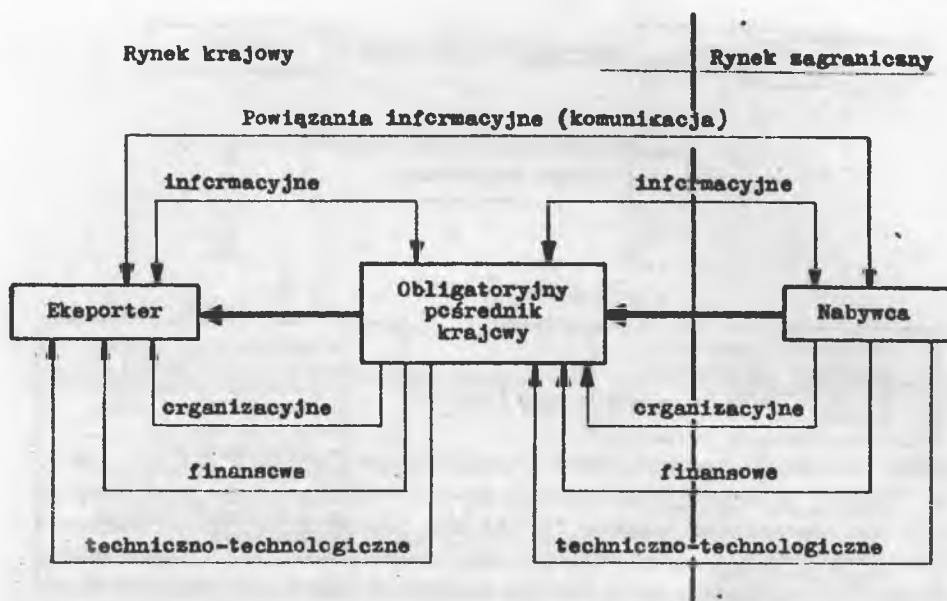 Rynek krajowy
Rynek zagraniczny
Powiązania informacyjne (komunikacja)
informacyjne
informacyjne
Eksporter
Obligatoryjny
pośrednik
krajowy
Nabywca
organizacyjne
organizacyjne
finansowe
finansowe
techniczno-technologiczne
techniczno-technologiczne